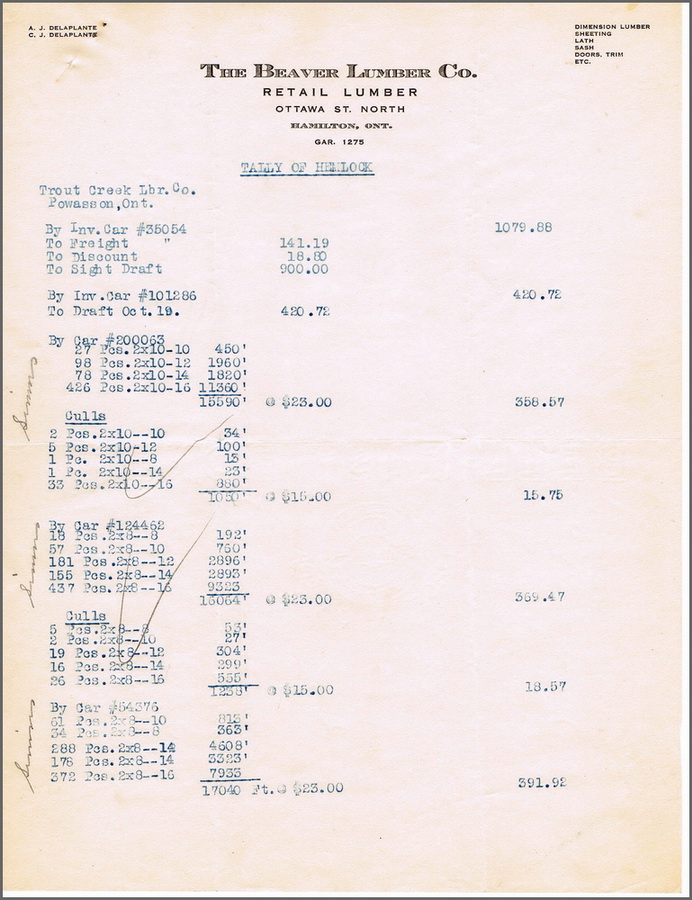 A. J. DELAPLANTE
C. J. DELAPLANTE
DIMENSION LUMBER
SHEETING
LATH
SASH
DOORS, TRIM
ETC.
THE BEAVER LUMBER CO.
RETAIL LUMBER
OTTAWA ST. NORTH
HAMILTON, ONT.
GAR. 1275
TALLY OF HEMLOCK
Trout Creek Lbr.Co.
Powasson,Ont.
By Inv.Car #35054 1079.88
To Freight " 141.19
To Discount 18.80
To Sight Draft 900.00
By Inv.Car #101286 420.72
To Draft Oct.19. 420.72
By Car #200063
27 Pcs.2x10-10 450'
98 Pcs.2x10-12 1960'
78 Pcs.2x10-14 1820'
426 Pcs.2x10-16 11360'
15590' @ $23.00 358.57
Culls
2 Pcs.2x10--10 34'
5 Pcs.2x10-12 100'
1 Pc. 2x10--8 13'
1 Pc. 2x10--14 23'
33 Pcs.2x10--16 880'
1050' @ $15.00 15.75
Simms
By Car #124462
18 Pcs.2x8--8 192'
57 Pcs.2x8--10 760'
181 Pcs.2x8--12 2896'
155 Pcs.2x8--14 2893'
437 Pcs.2x8--16 9323
16064' @ $23.00 369.47
Simms
Culls
5 Pcs.2x8--8 53'
2 Pcs.2x8--10 27'
19 Pcs.2x8--12 304'
16 Pcs.2x8--14 299'
26 Pcs.2x8--16 555'
1238' @ $15.00 18.57
By Car #54376
61 Pcs.2x8--10 813'
34 Pcs.2x8--8 363'
288 Pcs.2x8--14 4608'
178 Pcs.2x8--14 3323'
372 Pcs.2x8--16 7933
17040 Ft.@ $23.00 391.92
Simms